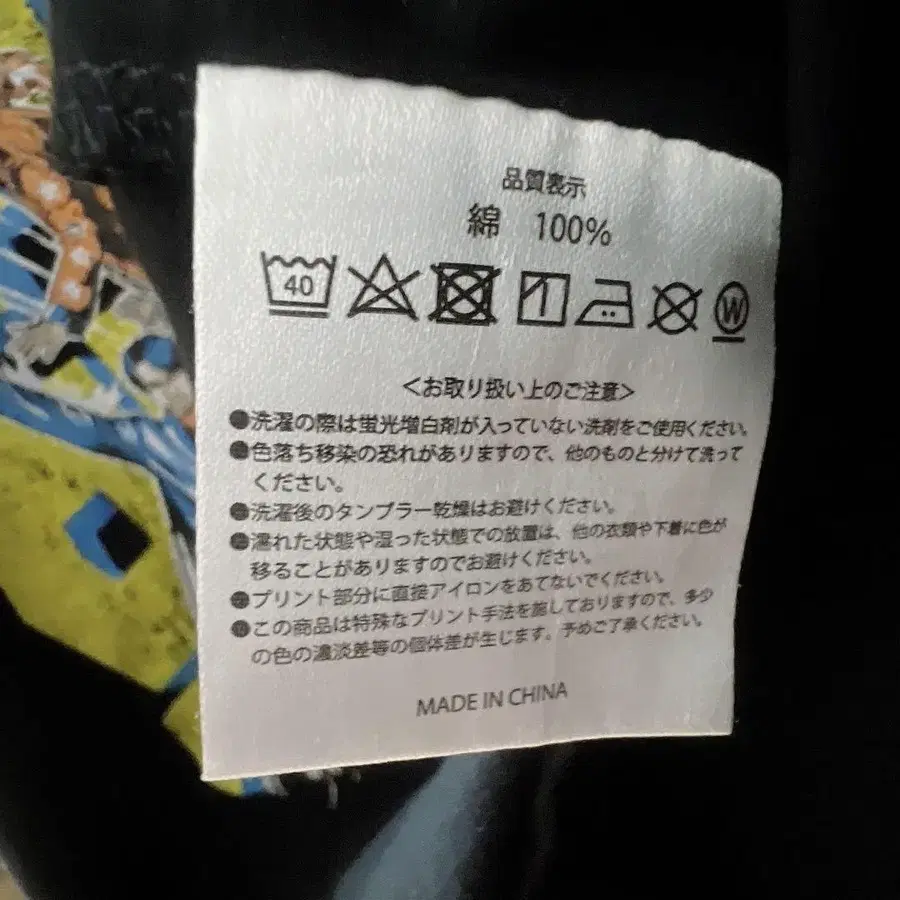 品質表示
綿 100%
40
W
＜お取り扱い上のご注意＞
●洗濯の際は蛍光増白剤が入っていない洗剤をご使用ください。
●色落ち移染の恐れがありますので、他のものと分けて洗って
ください。
●洗濯後のタンブラー乾燥はお避けください。
●濡れた状態や湿った状態での放置は、他の衣類や下着に色が
移ることがありますのでお避けください。
●プリント部分に直接アイロンをあてないでください。
●この商品は特殊なプリント手法を施しておりますので、多少
の色の濃淡差等の個体差が生じます。予めご了承ください。
MADE IN CHINA